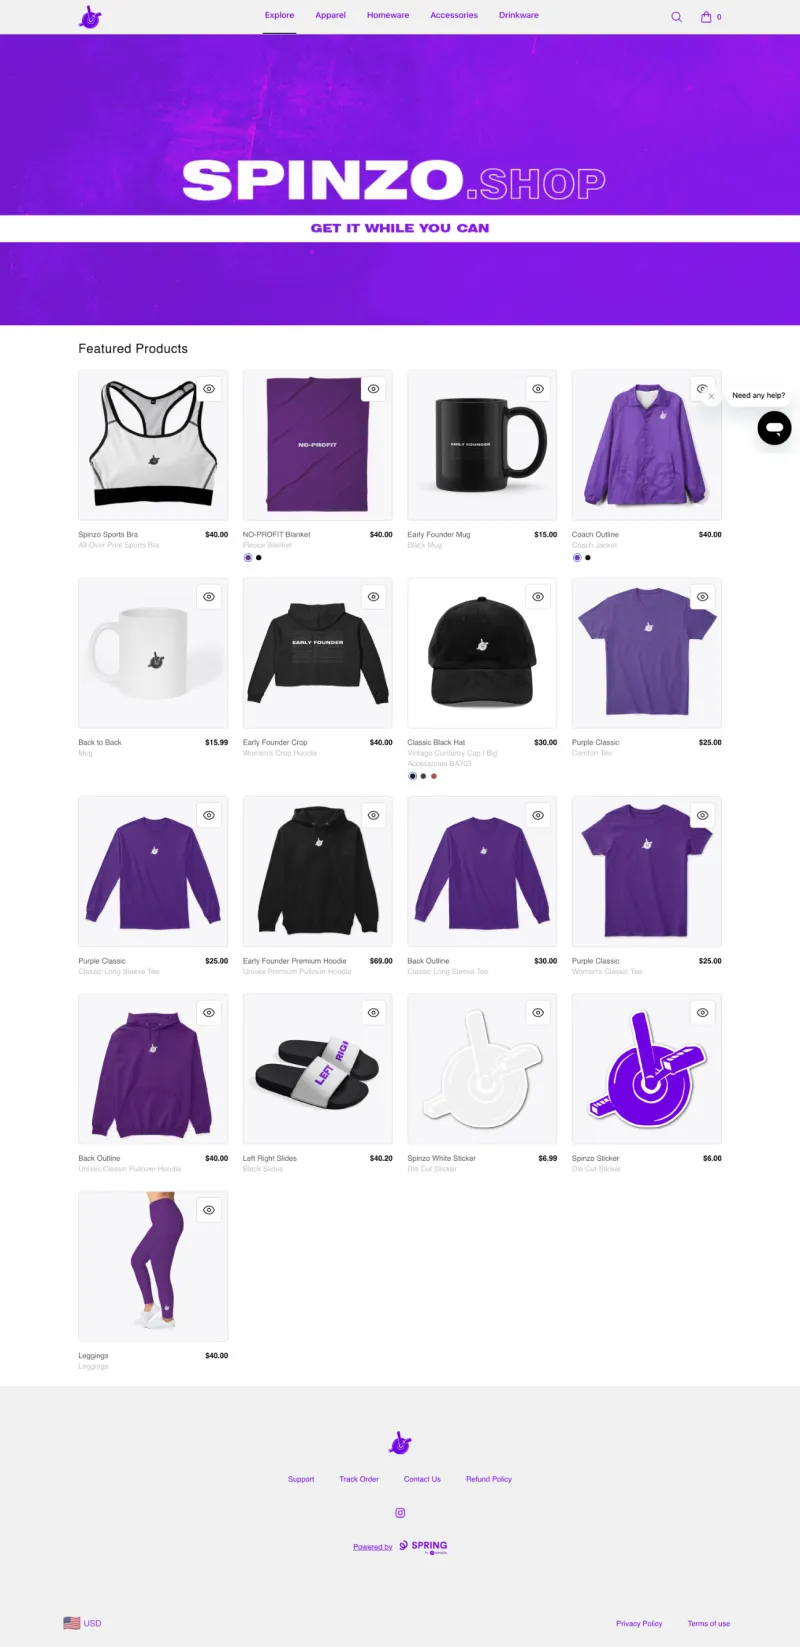 Explore Apparel Homeware Accessories Drinkware 0
SPINZO.SHOP
GET IT WHILE YOU CAN
Featured Products
NO-PROFIT
EARLY FOUNDER
Need any help?
Spinzo Sports Bra $40.00
All-Over Print Sports Bra
NO-PROFIT Blanket $40.00
Fleece Blanket
Early Founder Mug $15.00
Black Mug
Coach Outline $40.00
Coach Jacket
EARLY FOUNDER
Back to Back $15.99
Mug
Early Founder Crop $40.00
Women's Crop Hoodie
Classic Black Hat $30.00
Vintage Corduroy Cap | Big
Accessories BA703
Purple Classic $25.00
Comfort Tee
Purple Classic $25.00
Classic Long Sleeve Tee
Early Founder Premium Hoodie $69.00
Unisex Premium Pullover Hoodie
Back Outline $30.00
Classic Long Sleeve Tee
Purple Classic $25.00
Women's Classic Tee
LEFT RIGH
Back Outline $40.00
Unisex Classic Pullover Hoodie
Left Right Slides $40.20
Black Slides
Spinzo White Sticker $6.99
Die Cut Sticker
Spinzo Sticker $6.00
Die Cut Sticker
Leggings $40.00
Leggings
Support Track Order Contact Us Refund Policy
Powered by SPRING
USD Privacy Policy Terms of use